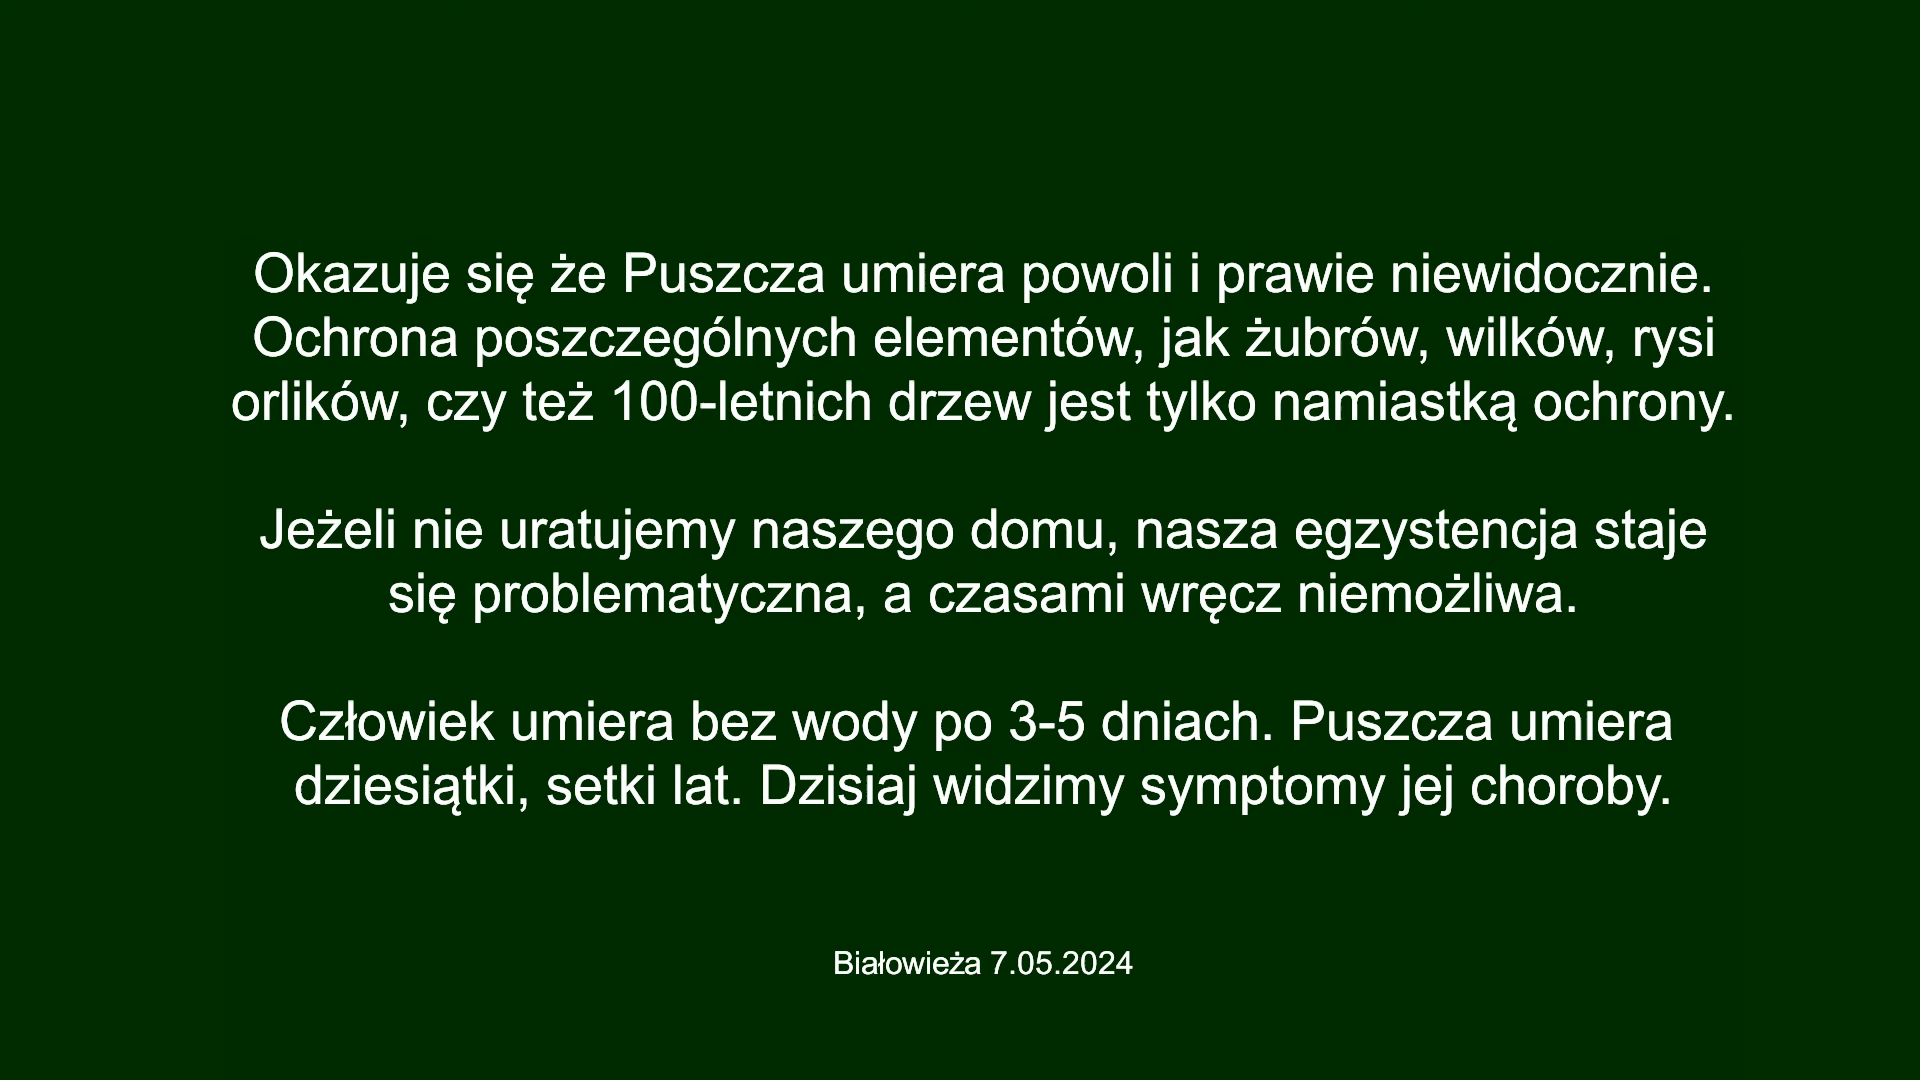 Okazuje się że Puszcza umiera powoli i prawie niewidocznie.
Ochrona poszczególnych elementów, jak żubrów, wilków, rysi
orlików, czy też 100-letnich drzew jest tylko namiastką ochrony.
Jeżeli nie uratujemy naszego domu, nasza egzystencja staje
się problematyczna, a czasami wręcz niemożliwa.
Człowiek umiera bez wody po 3-5 dniach. Puszcza umiera
dziesiątki, setki lat. Dzisiaj widzimy symptomy jej choroby.
Białowieża 7.05.2024